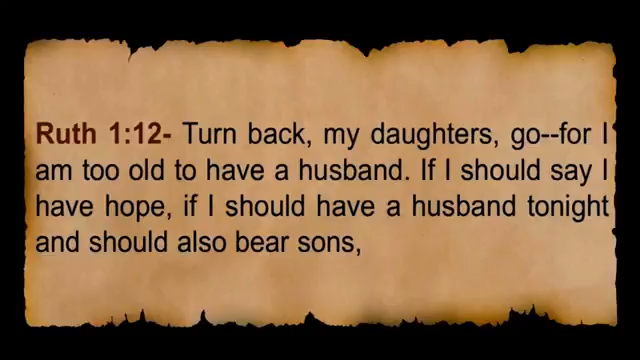 Ruth 1:12- Turn back, my daughters, go--for I
am too old to have a husband. If I should say I
have hope, if I should have a husband tonight
and should also bear sons,